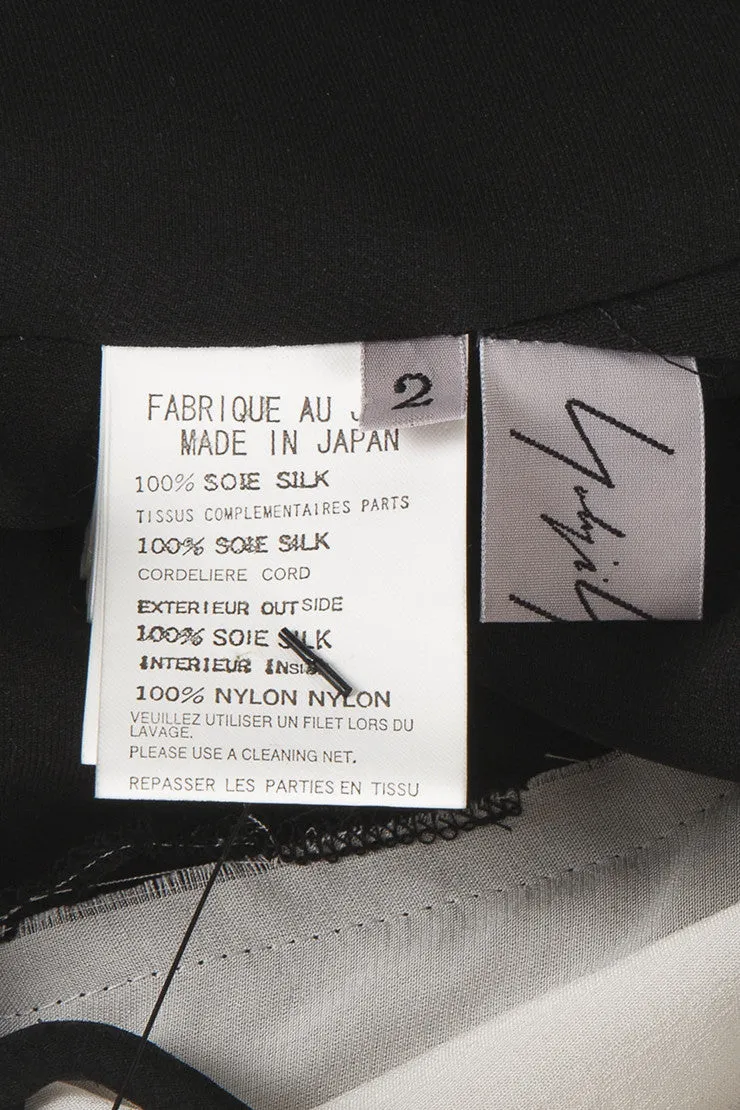 2
FABRIQUE AU J
MADE IN JAPAN
100% SOIE SILK
TISSUS COMPLEMENTAIRES PARTS
100% SOIE SILK
CORDELIERE CORD
EXTERIEUR OUTSIDE
100% SOIE SILK
INTERIEUR INSIDE
100% NYLON NYLON
VEUILLEZ UTILISER UN FILET LORS DU
LAVAGE.
PLEASE USE A CLEANING NET.
REPASSER LES PARTIES EN TISSU